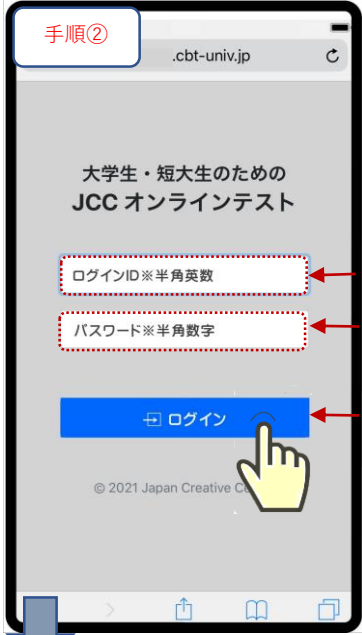 手順②
.cbt-univ.jp
大学生・短大生のための
JCC オンラインテスト
ログインID※半角英数
パスワード※半角数字
ログイン
© 2021 Japan Creative